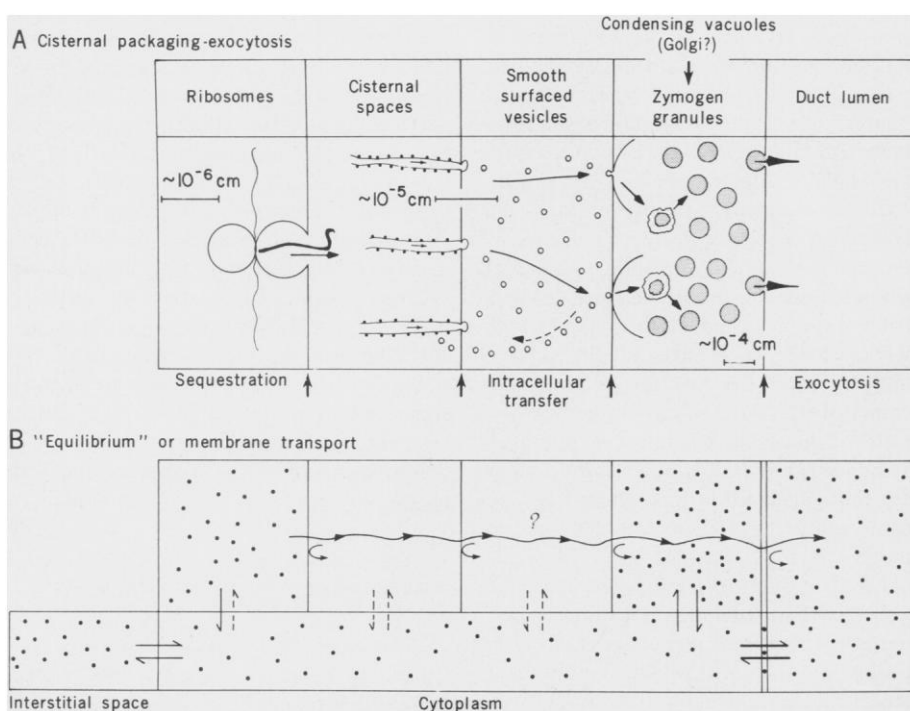 Condensing vacuoles
(Golgi?)
A Cisternal packaging-exocytosis
Ribosomes
Cisternal
spaces
Smooth
surfaced
vesicles
Zymogen
granules
Duct lumen
~10⁻⁶ cm
~10⁻⁵ cm
~10⁻⁴ cm
Sequestration
Intracellular
transfer
Exocytosis
B "Equilibrium" or membrane transport
?
Interstitial space
Cytoplasm